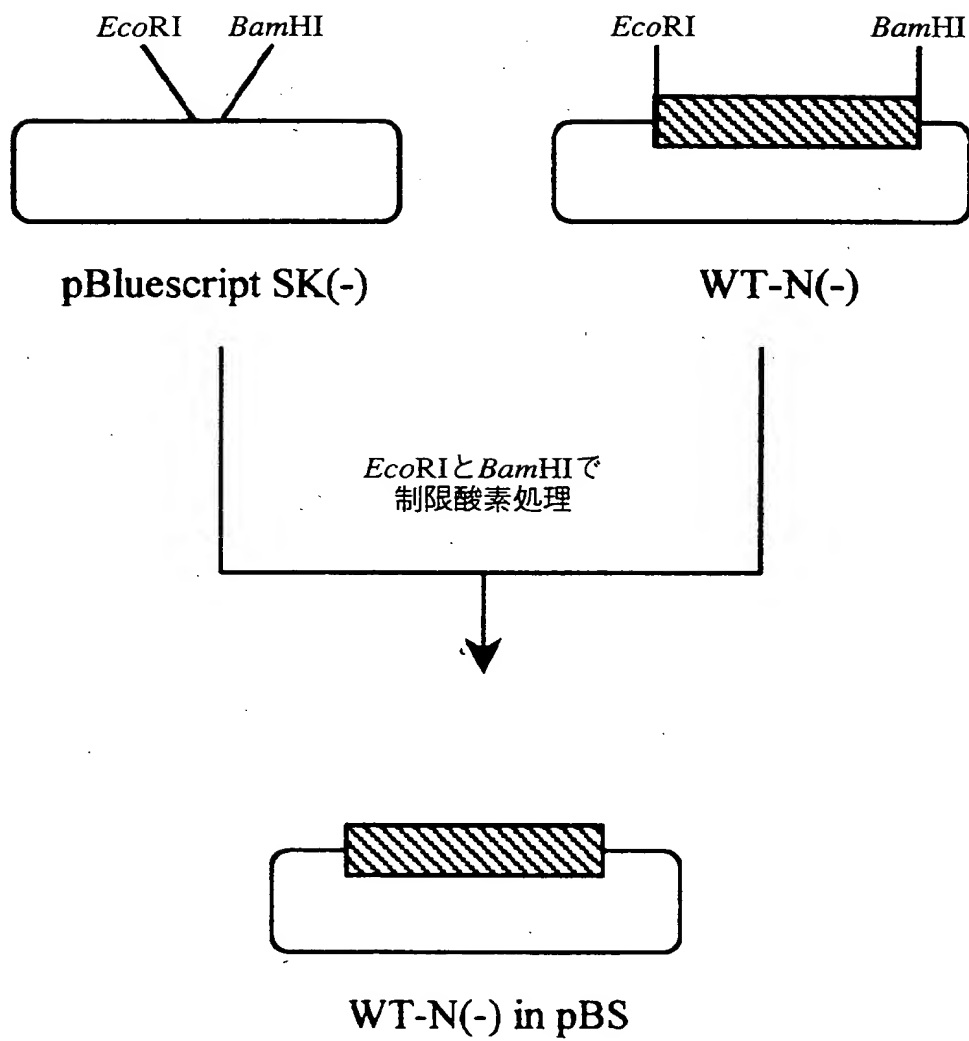 EcoRI BamHI
EcoRI BamHI
pBluescript SK(-)
WT-N(-)
EcoRIとBamHIで
制限酸素処理
WT-N(-) in pBS